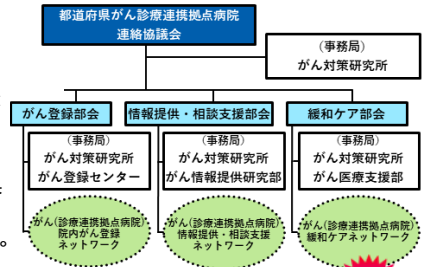 都道府県がん診療連携拠点病院
連絡協議会
(事務局)
がん対策研究所
がん登録部会
情報提供・相談支援部会
緩和ケア部会
(事務局)
がん対策研究所
がん登録センター
(事務局)
がん対策研究所
がん情報提供研究部
(事務局)
がん対策研究所
がん医療支援部
がん(診療連携拠点病院)
院内がん登録
ネットワーク
がん(診療連携拠点病院)
情報提供・相談支援
ネットワーク
がん(診療連携拠点病院)
緩和ケアネットワーク
。